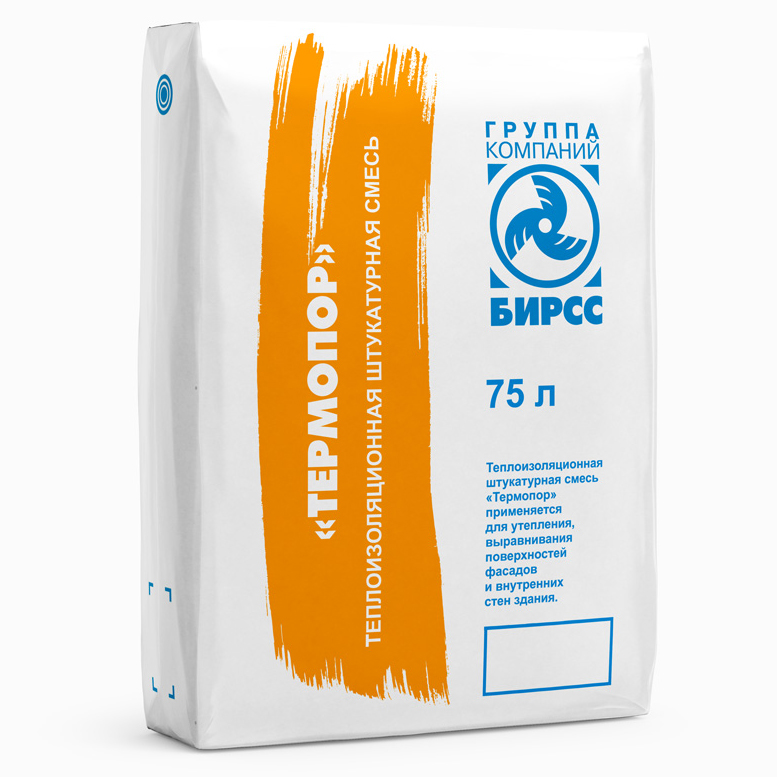 «ТЕРМОПОР»
ТЕПЛОИЗОЛЯЦИОННАЯ ШТУКАТУРНАЯ СМЕСЬ
ГРУППА
КОМПАНИЙ
БИРСС
75 л
Теплоизоляционная
штукатурная смесь
«Термопор»
применяется
для утепления,
выравнивания
поверхностей
фасадов
и внутренних
стен здания.